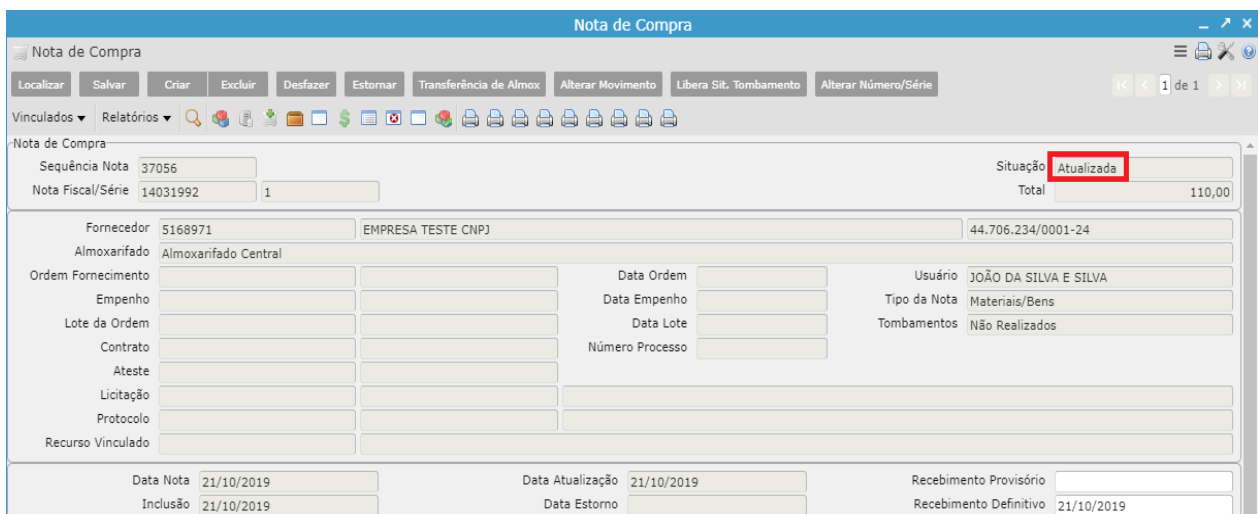 Nota de Compra
Nota de Compra
Localizar Salvar Criar Excluir Desfazer Estornar Transferência de Almox Alterar Movimento Libera Sit. Tombamento Alterar Número/Série 1 de 1
Vinculados Relatórios
Nota de Compra
Sequência Nota 37056 Situação Atualizada
Nota Fiscal/Série 14031992 1 Total 110,00
Fornecedor 5168971 EMPRESA TESTE CNPJ 44.706.234/0001-24
Almoxarifado Almoxarifado Central
Ordem Fornecimento Data Ordem Usuário JOÃO DA SILVA E SILVA
Empenho Data Empenho Tipo da Nota Materiais/Bens
Lote da Ordem Data Lote Tombamentos Não Realizados
Contrato Número Processo
Ateste
Licitação
Protocolo
Recurso Vinculado
Data Nota 21/10/2019 Data Atualização 21/10/2019 Recebimento Provisório
Inclusão 21/10/2019 Data Estorno Recebimento Definitivo 21/10/2019